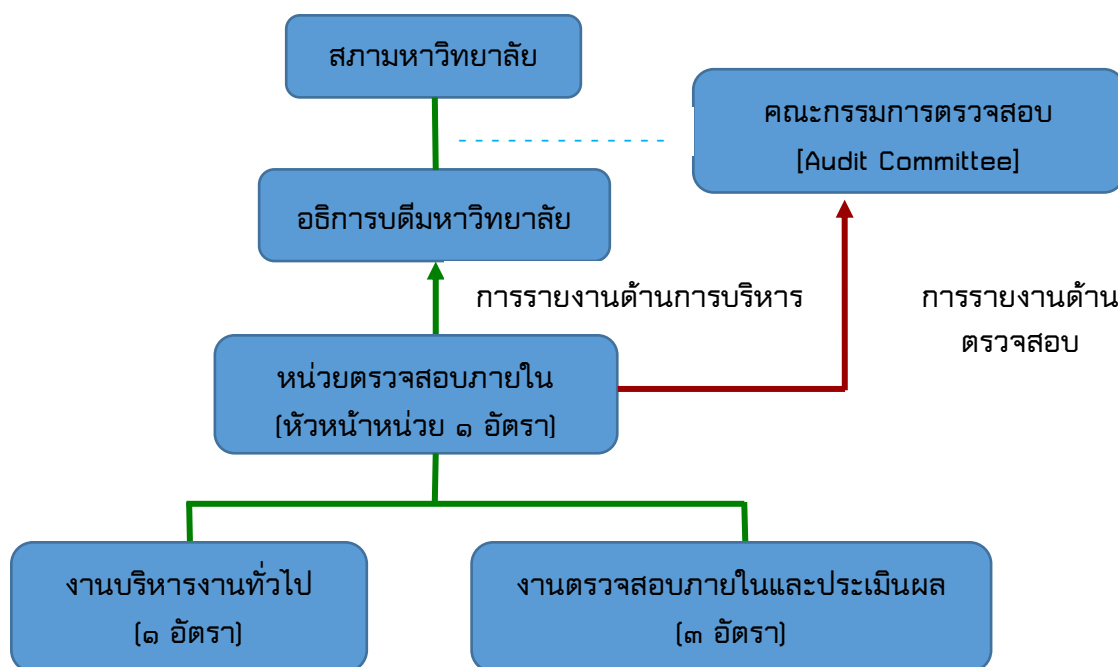 สภามหาวิทยาลัย
คณะกรรมการตรวจสอบ
[Audit Committee]
อธิการบดีมหาวิทยาลัย
การรายงานด้านการบริหาร
การรายงานด้าน
ตรวจสอบ
หน่วยตรวจสอบภายใน
(หัวหน้าหน่วย ๑ อัตรา)
งานบริหารงานทั่วไป
(๑ อัตรา)
งานตรวจสอบภายในและประเมินผล
(๓ อัตรา)